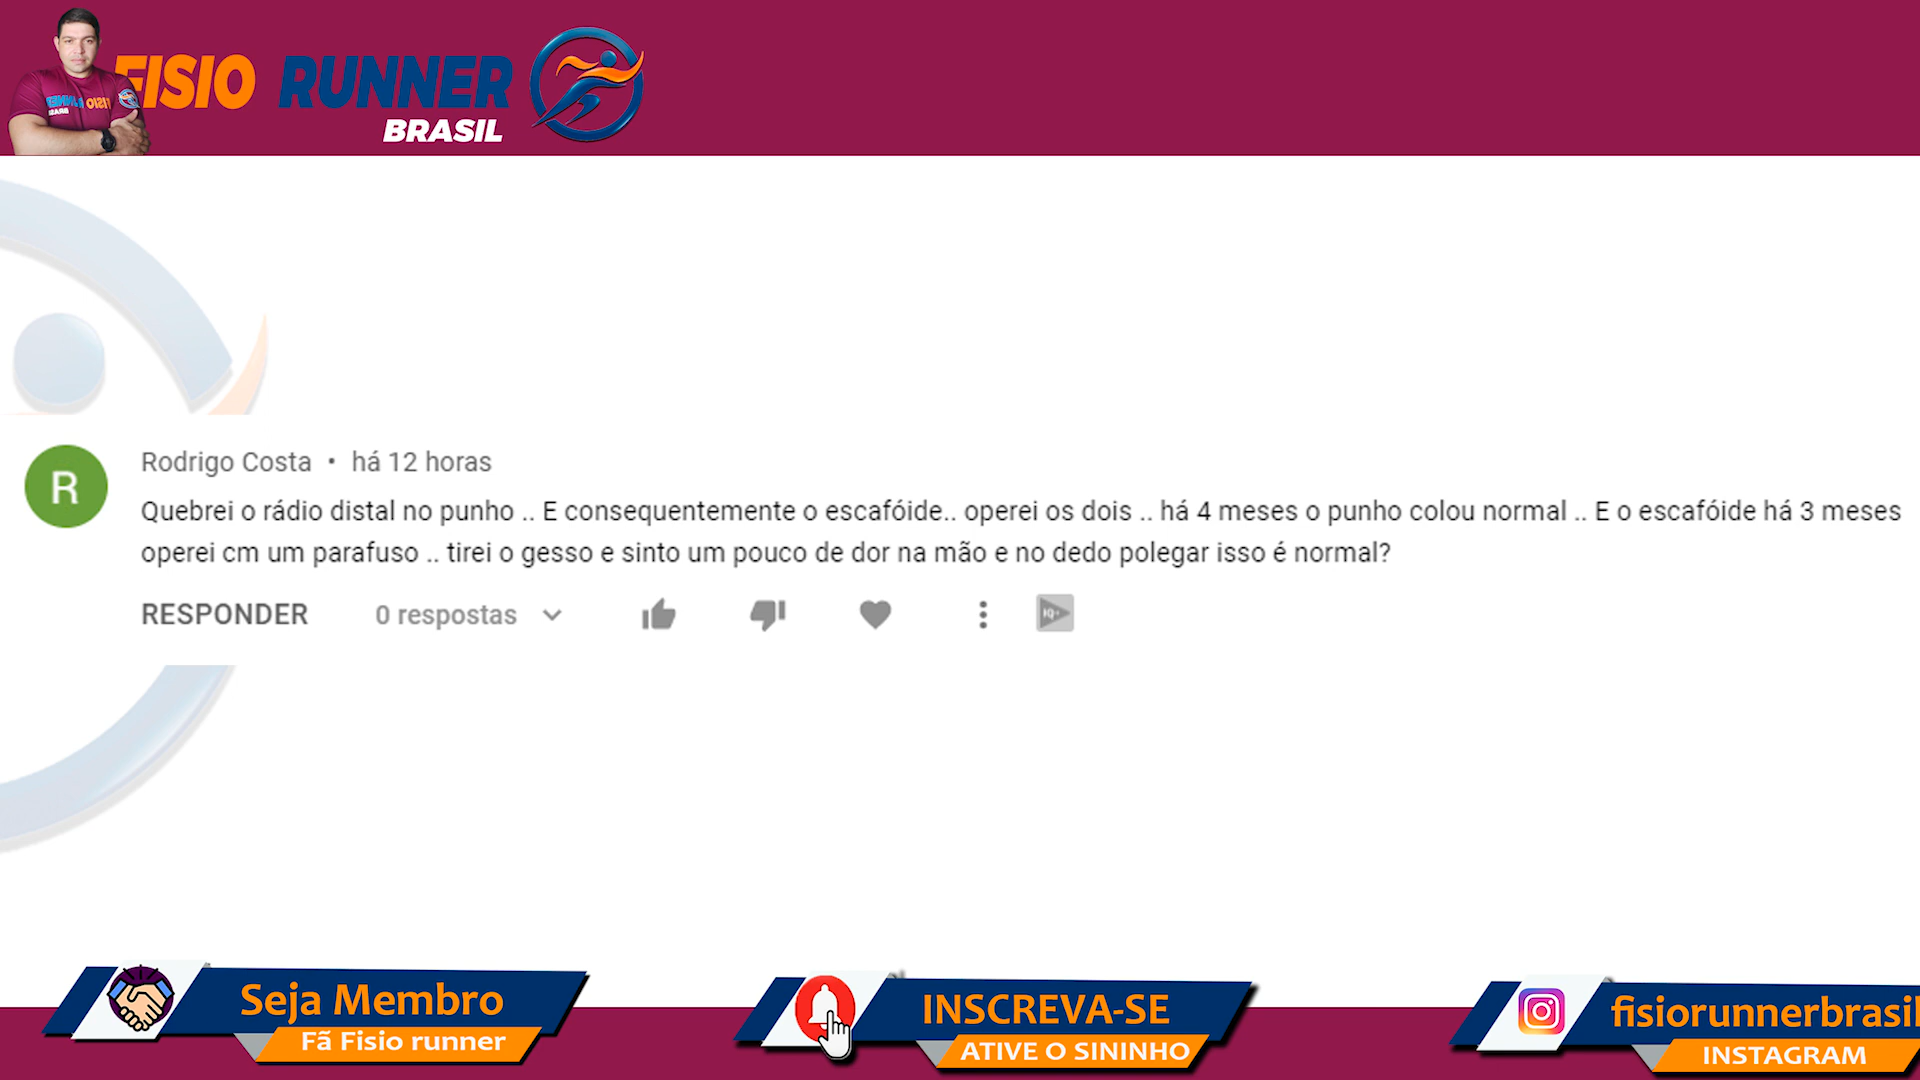 FISIO RUNNER
BRASIL
R
Rodrigo Costa • há 12 horas
Quebrei o rádio distal no punho .. E consequentemente o escafóide.. operei os dois .. há 4 meses o punho colou normal .. E o escafóide há 3 meses
operei cm um parafuso .. tirei o gesso e sinto um pouco de dor na mão e no dedo polegar isso é normal?
RESPONDER 0 respostas
Seja Membro
Fã Fisio runner
INSCREVA-SE
ATIVE O SININHO
fisiorunnerbrasil
INSTAGRAM